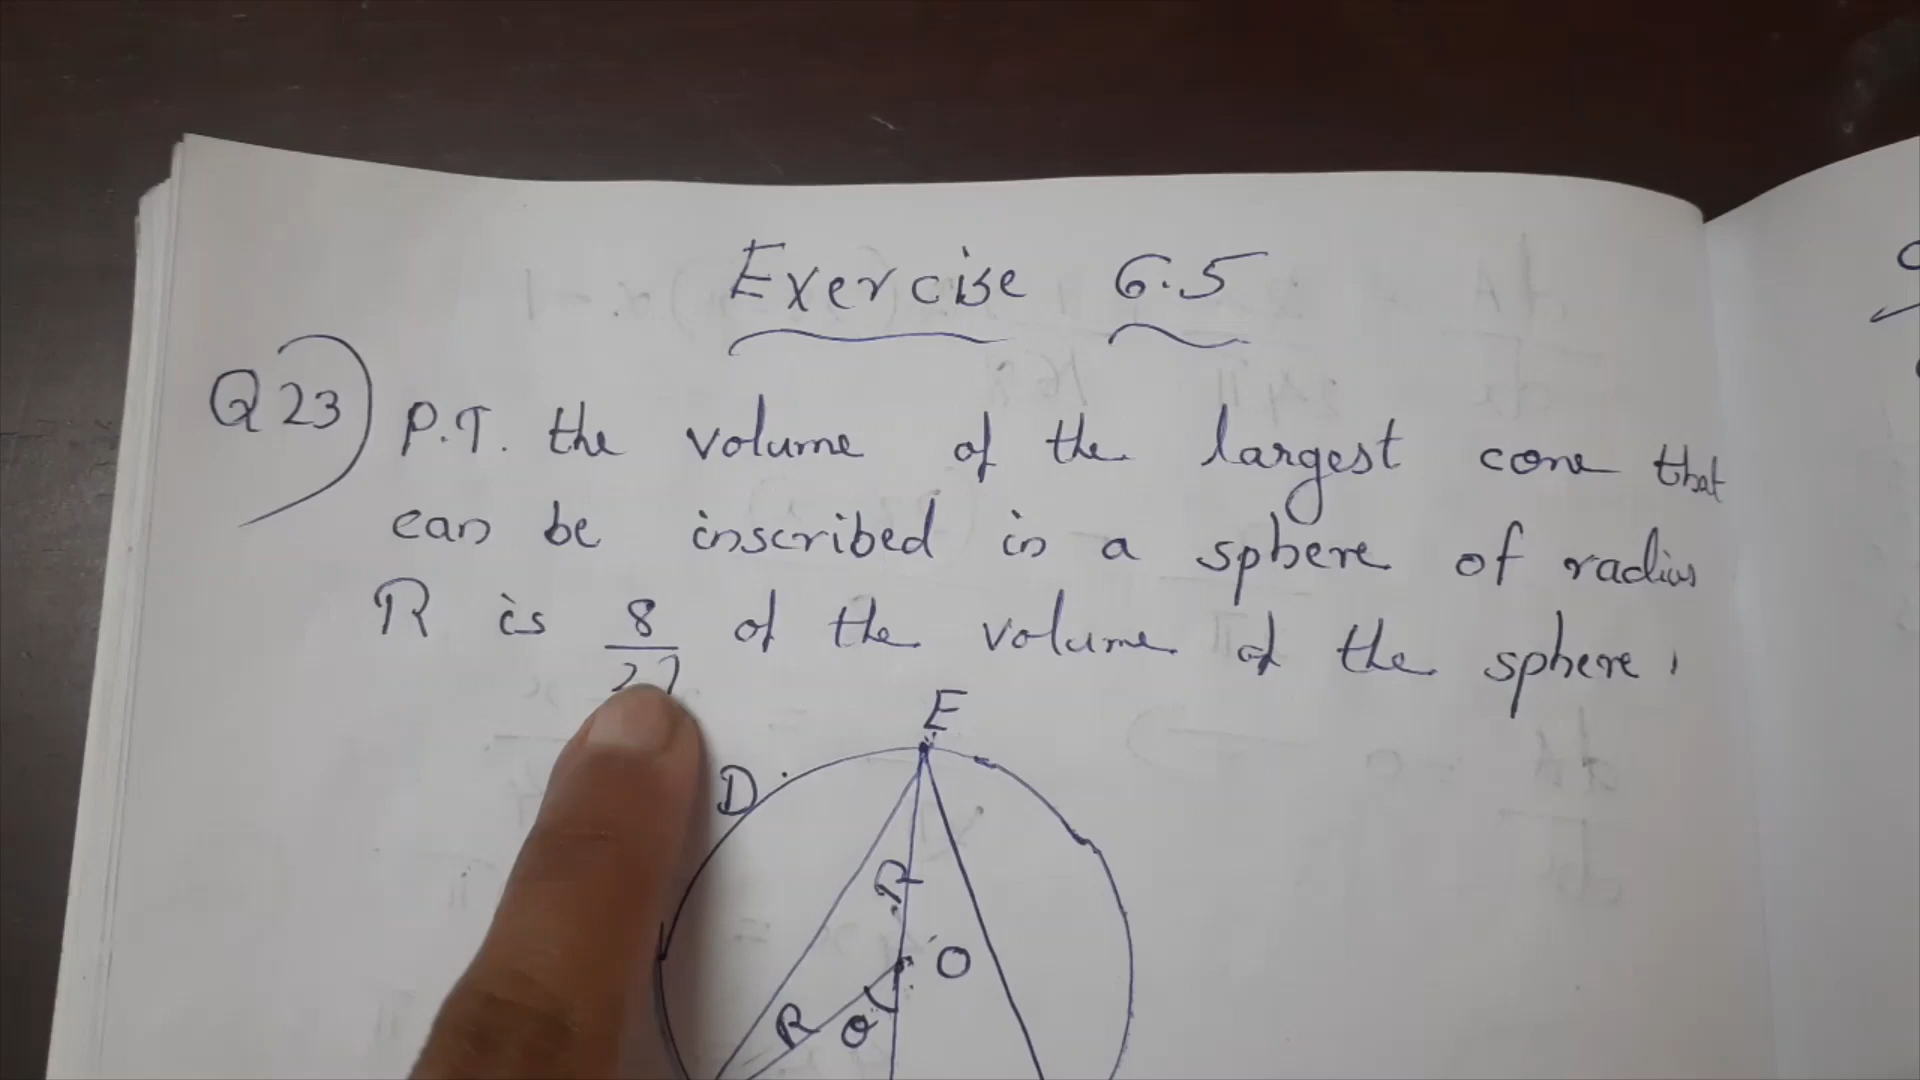 Exercise 6.5
Q23) P.T. the volume of the largest cone that
can be inscribed in a sphere of radius
R is 8/27 of the volume of the sphere.
E
D
R
O
R θ